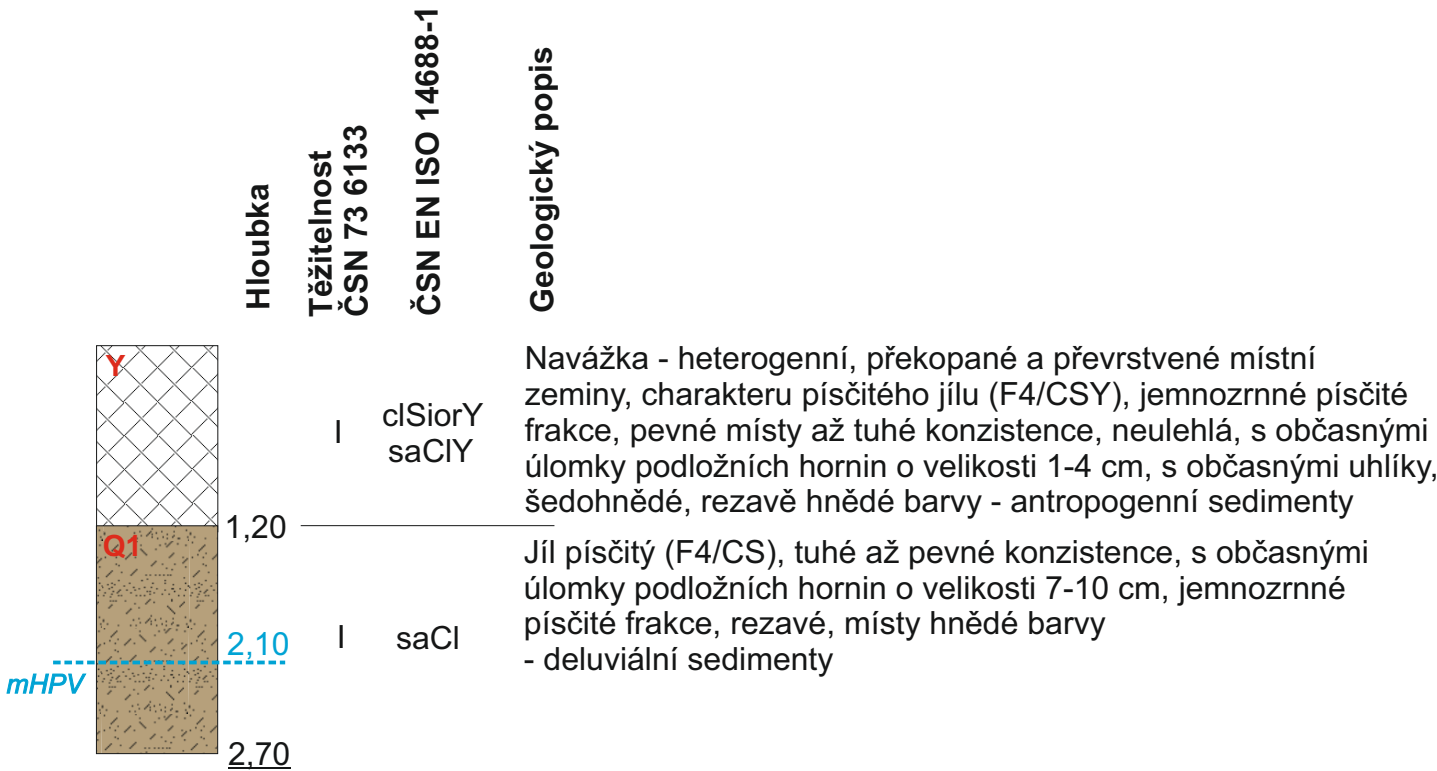 Hloubka
Těžitelnost
ČSN 73 6133
ČSN EN ISO 14688-1
Geologický popis
Y
Navážka - heterogenní, překopané a převrstvené místní
zeminy, charakteru písčitého jílu (F4/CSY), jemnozrnné písčité
frakce, pevné místy až tuhé konzistence, neulehlá, s občasnými
úlomky podložních hornin o velikosti 1-4 cm, s občasnými uhlíky,
šedohnědé, rezavě hnědé barvy - antropogenní sedimenty
I
clSiorY
saClY
1,20
Q1
Jíl písčitý (F4/CS), tuhé až pevné konzistence, s občasnými
úlomky podložních hornin o velikosti 7-10 cm, jemnozrnné
písčité frakce, rezavé, místy hnědé barvy
- deluviální sedimenty
2,10
I
saCl
mHPV
2,70